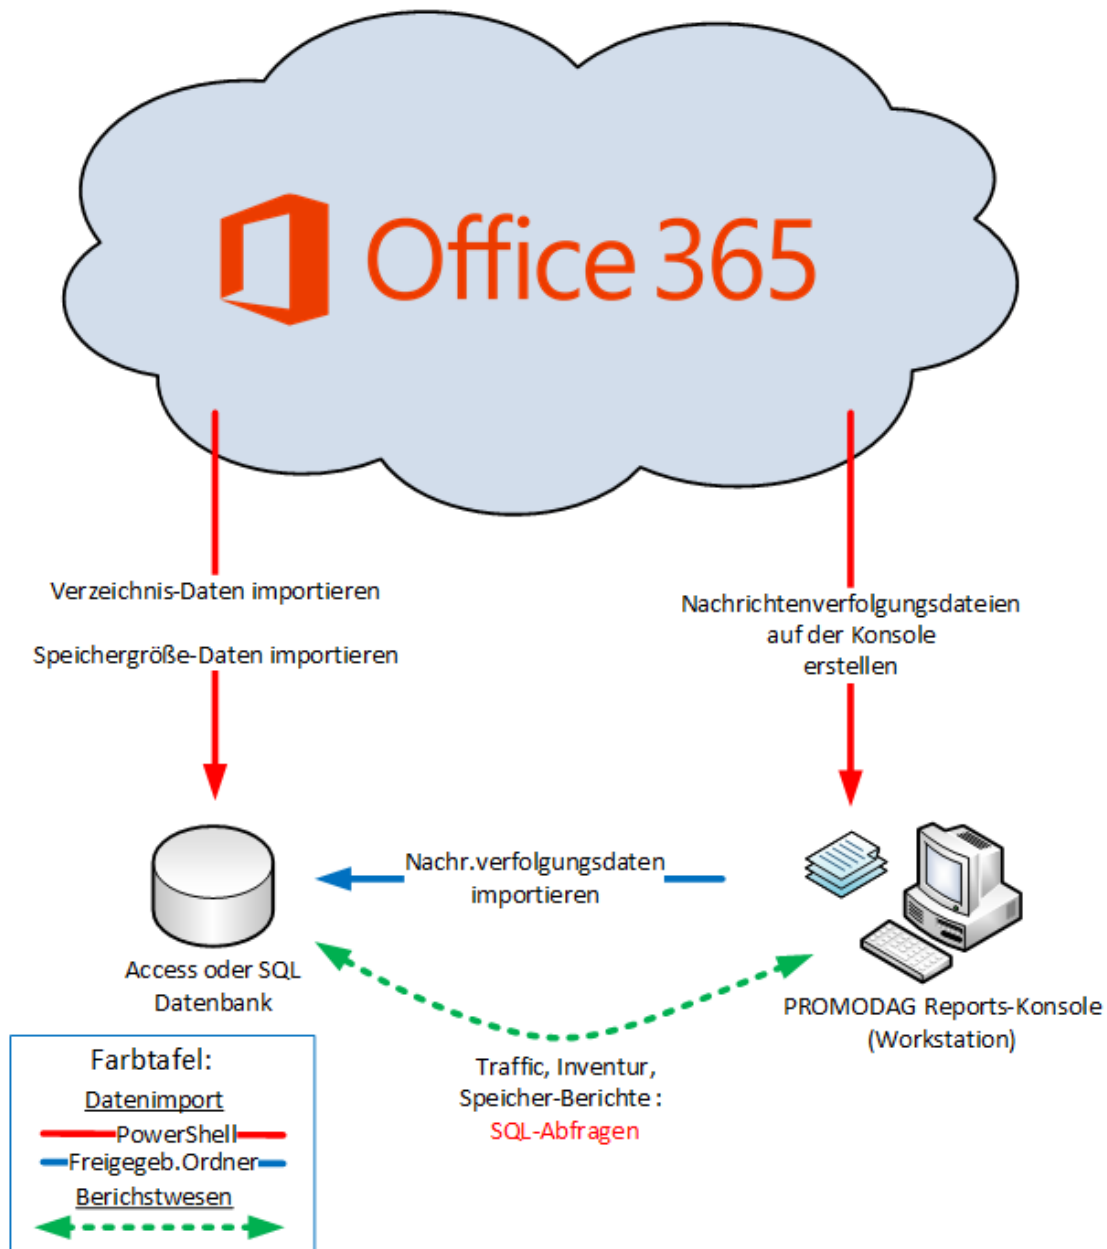 Office 365
Verzeichnis-Daten importieren
Speichergröße-Daten importieren
Nachrichtenverfolgungsdateien
auf der Konsole
erstellen
Nachr.verfolgungsdaten
importieren
Access oder SQL
Datenbank
PROMODAG Reports-Konsole
(Workstation)
Traffic, Inventur,
Speicher-Berichte :
SQL-Abfragen
Farbtafel:
Datenimport
PowerShell
Freigegeb.Ordner
Berichstwesen